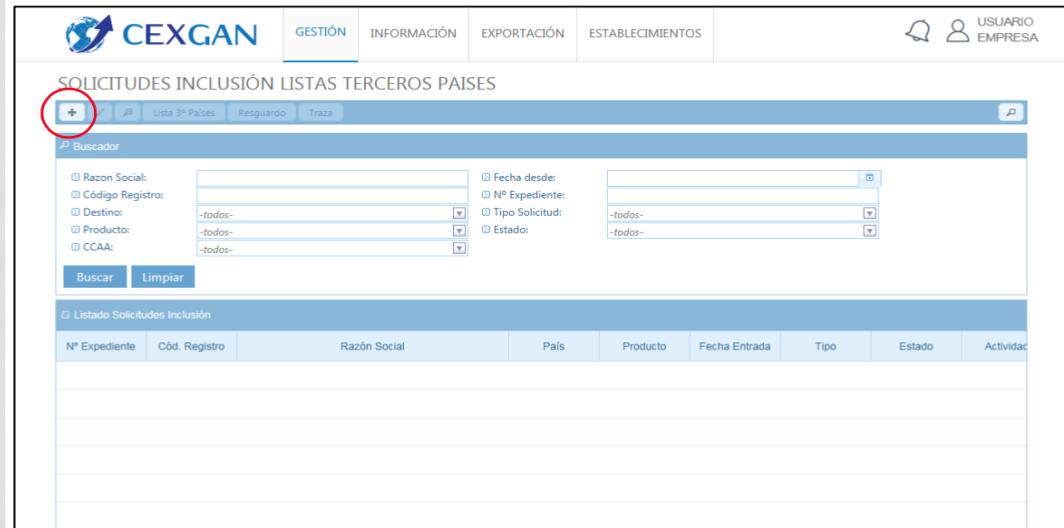 CEXGAN GESTIÓN INFORMACIÓN EXPORTACIÓN ESTABLECIMIENTOS USUARIO
EMPRESA
SOLICITUDES INCLUSIÓN LISTAS TERCEROS PAISES
Lista 3º Países Resguardo Traza
Buscador
Razon Social: Fecha desde:
Código Registro: Nº Expediente:
Destino: -todos- Tipo Solicitud: -todos-
Producto: -todos- Estado: -todos-
CCAA: -todos-
Buscar Limpiar
Listado Solicitudes Inclusión
Nº Expediente Cód. Registro Razón Social País Producto Fecha Entrada Tipo Estado Actividad